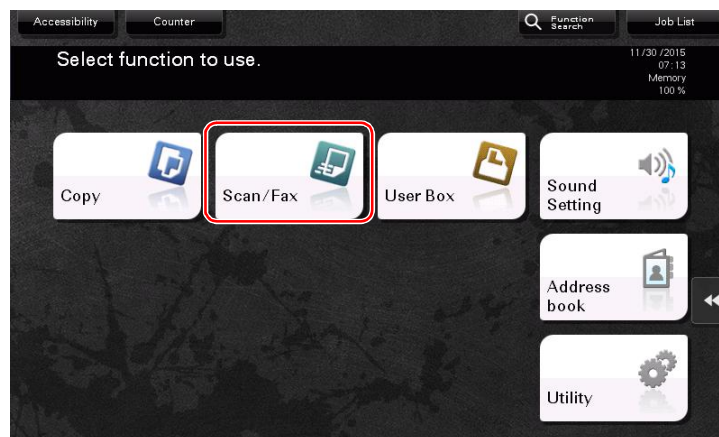 Accessibility
Counter
Function
Search
Job List
Select function to use.
11/30 /2015
07:13
Memory
100 %
Copy
Scan/Fax
User Box
Sound
Setting
Address
book
Utility